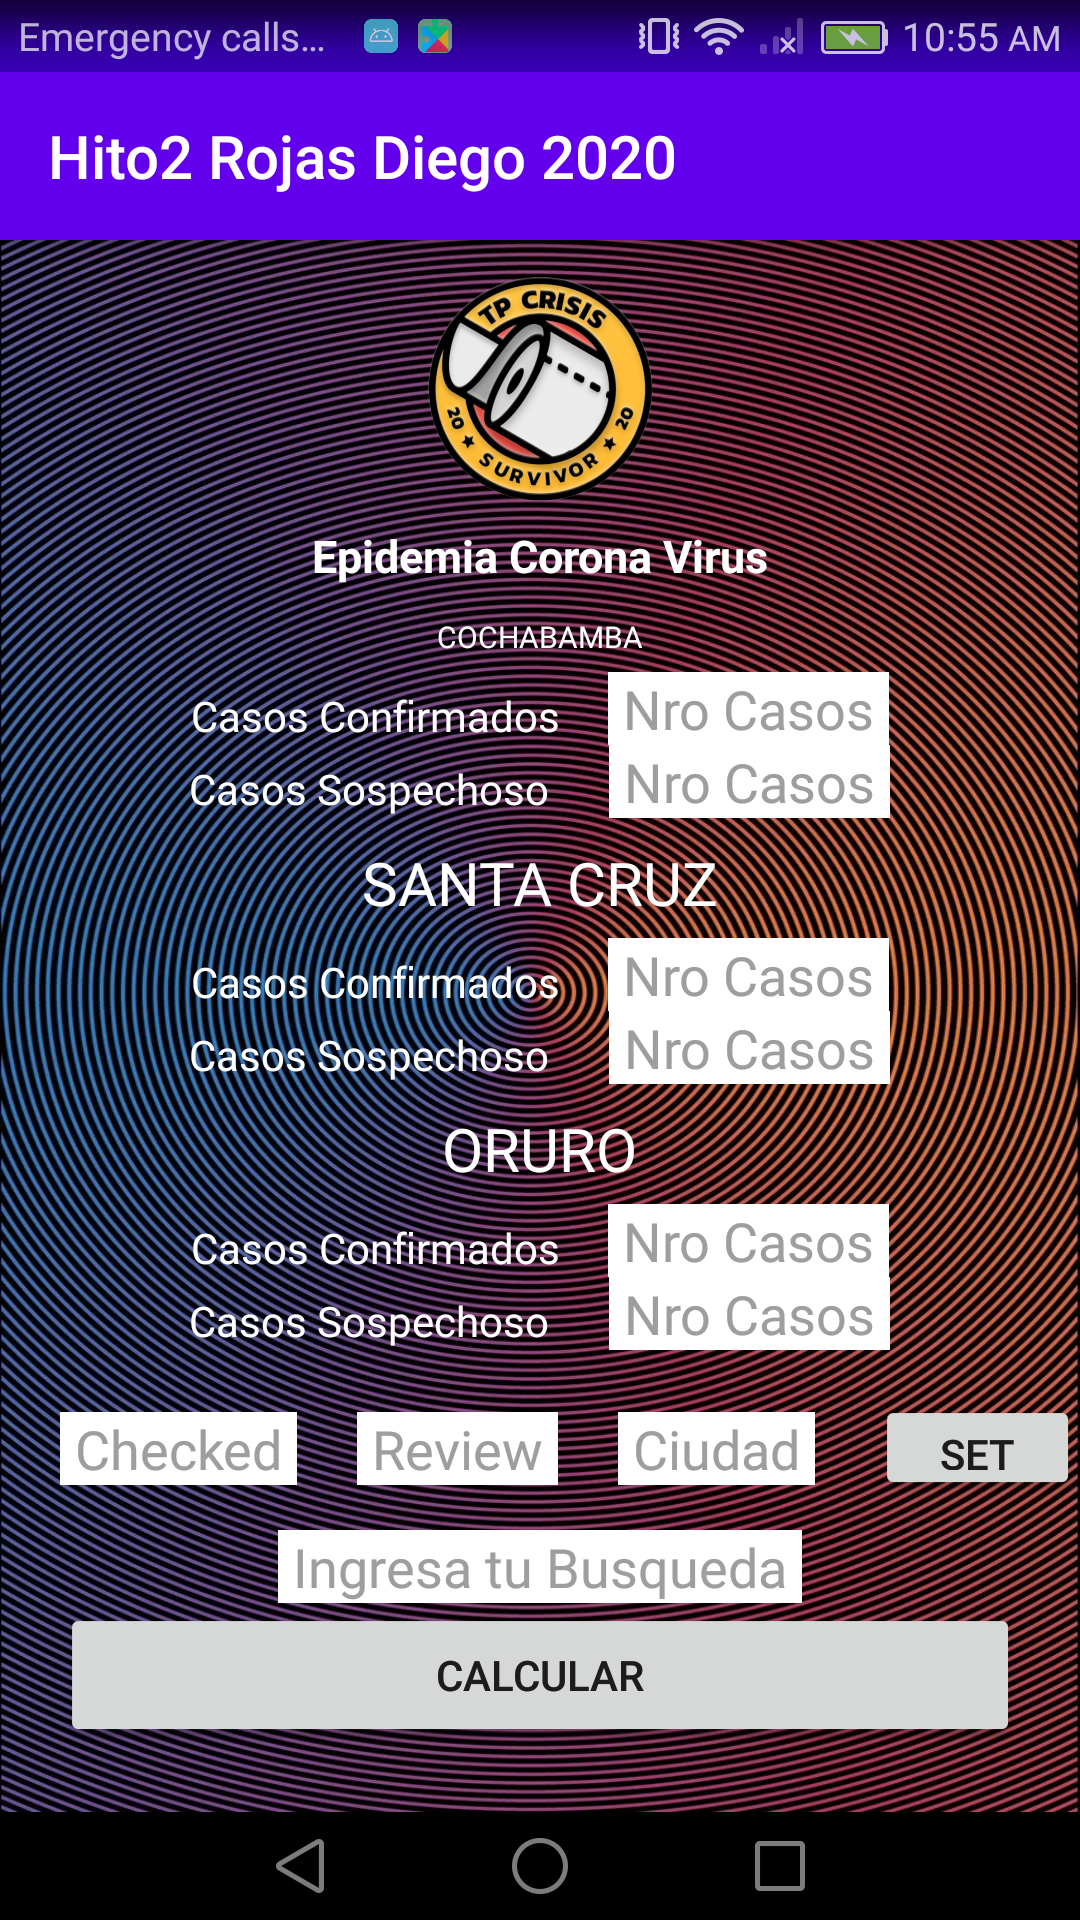 Emergency calls... 10:55 AM
Hito2 Rojas Diego 2020
TP CRISIS
20 ★ SURVIVOR ★ 20
Epidemia Corona Virus
COCHABAMBA
Casos Confirmados Nro Casos
Casos Sospechoso Nro Casos
SANTA CRUZ
Casos Confirmados Nro Casos
Casos Sospechoso Nro Casos
ORURO
Casos Confirmados Nro Casos
Casos Sospechoso Nro Casos
Checked Review Ciudad SET
Ingresa tu Busqueda
CALCULAR